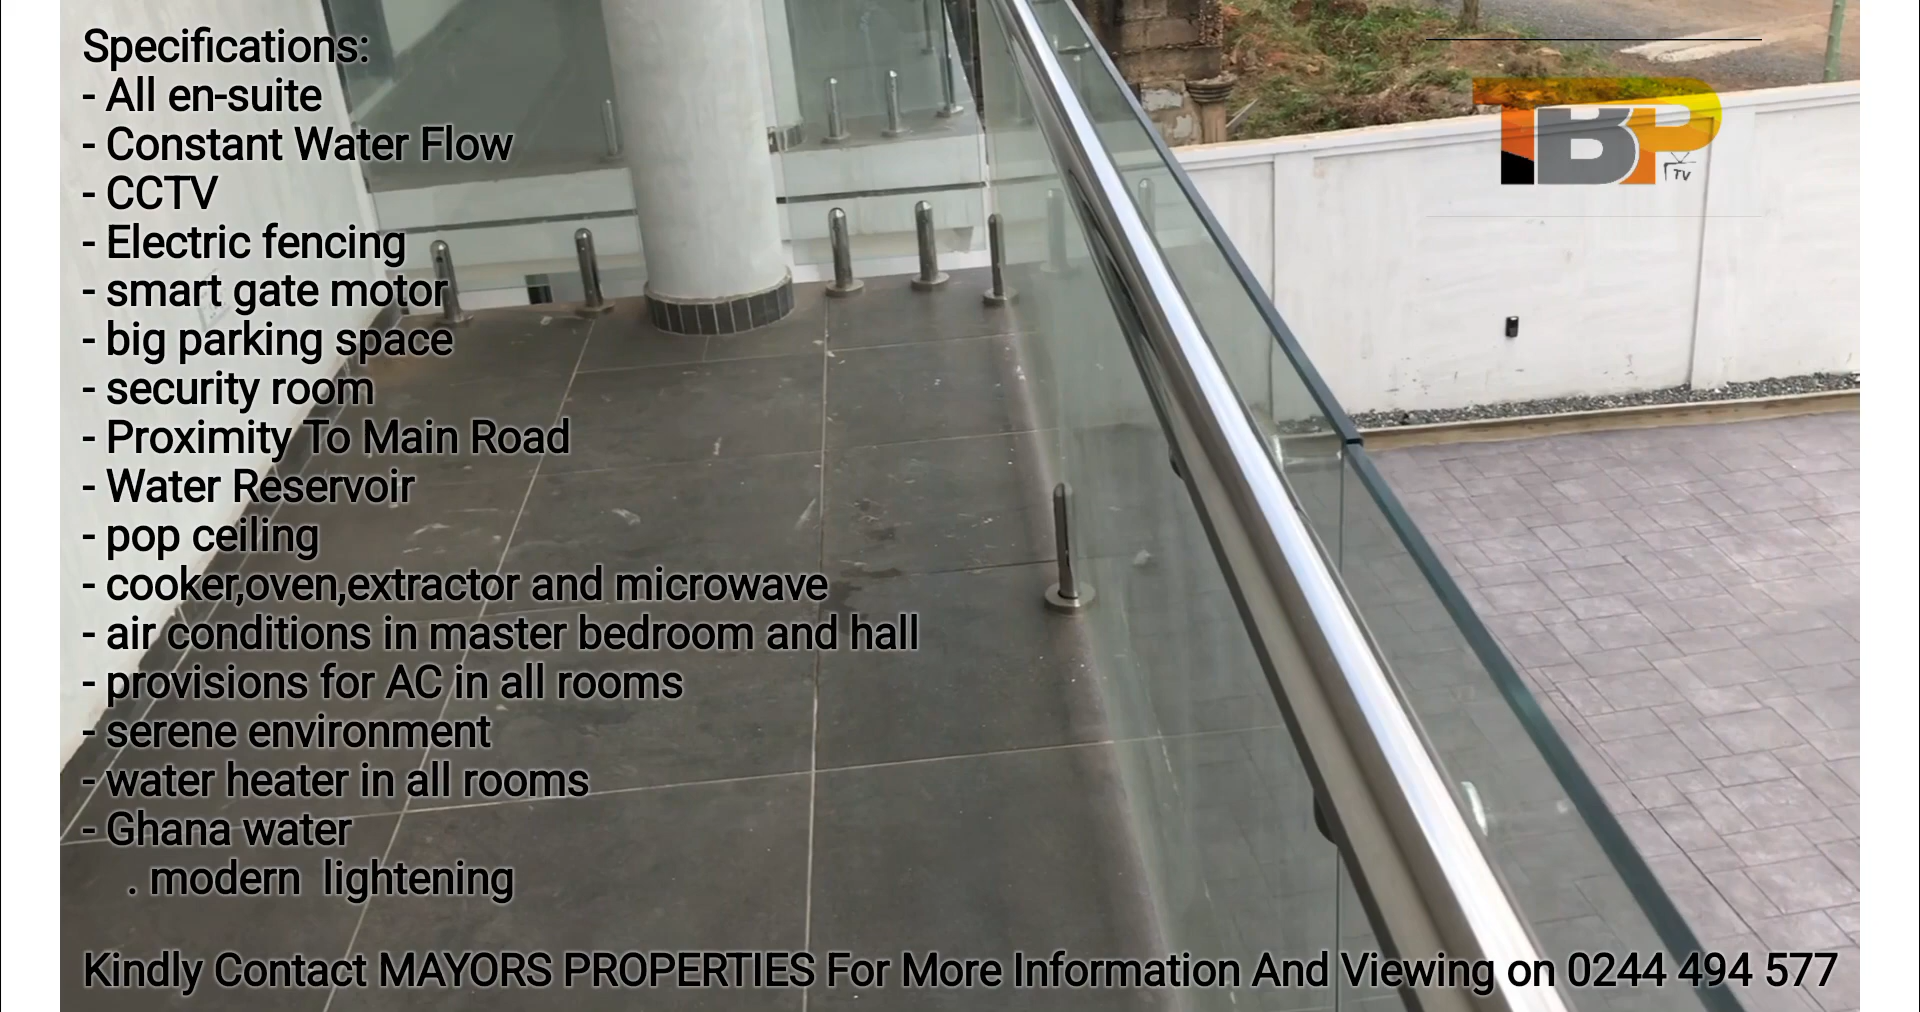 Specifications:
- All en-suite
- Constant Water Flow
- CCTV
- Electric fencing
- smart gate motor
- big parking space
- security room
- Proximity To Main Road
- Water Reservoir
- pop ceiling
- cooker,oven,extractor and microwave
- air conditions in master bedroom and hall
- provisions for AC in all rooms
- serene environment
- water heater in all rooms
- Ghana water
. modern lightening
Kindly Contact MAYORS PROPERTIES For More Information And Viewing on 0244 494 577
TBP
TV